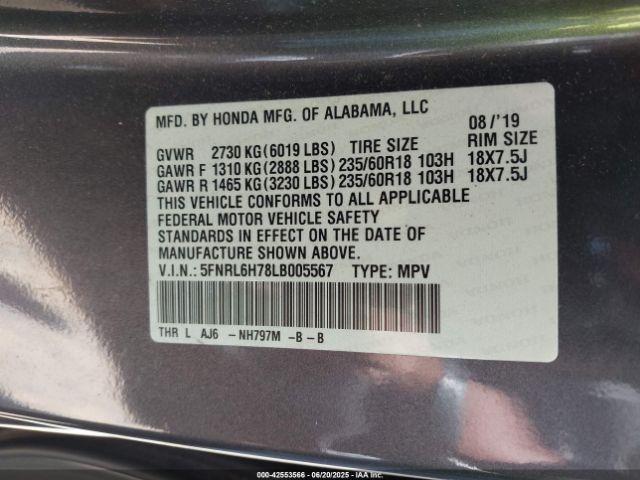 MFD. BY HONDA MFG. OF ALABAMA, LLC 08/'19
GVWR 2730 KG(6019 LBS) TIRE SIZE RIM SIZE
GAWR F 1310 KG(2888 LBS) 235/60R18 103H 18X7.5J
GAWR R 1465 KG(3230 LBS) 235/60R18 103H 18X7.5J
THIS VEHICLE CONFORMS TO ALL APPLICABLE
FEDERAL MOTOR VEHICLE SAFETY
STANDARDS IN EFFECT ON THE DATE OF
MANUFACTURE SHOWN ABOVE.
V.I.N.: 5FNRL6H78LB005567 TYPE: MPV
THR L AJ6 -NH797M -B-B
000-42553566 - 06/20/2025 - IAAI.COM